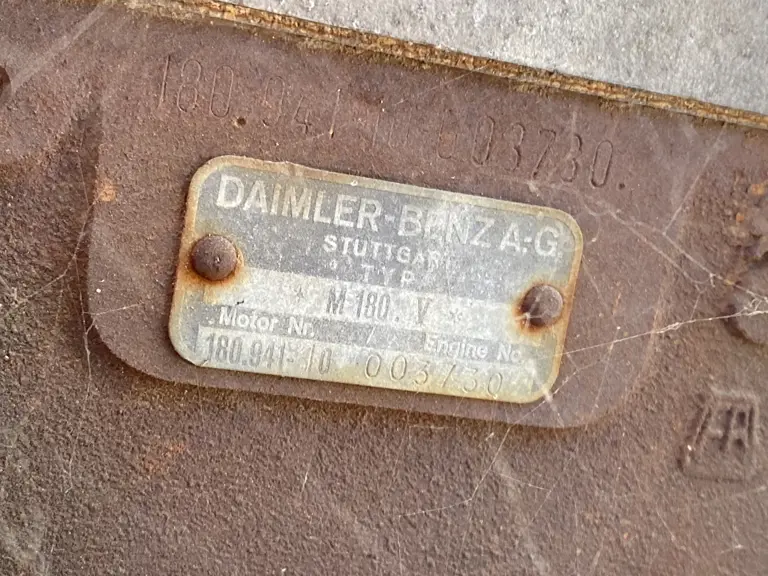 180.941-10-003730.
DAIMLER-BENZ A.-G.
STUTTGART
TYP
* M-180. V *
Motor Nr. / Engine No.
180.941-10 003730